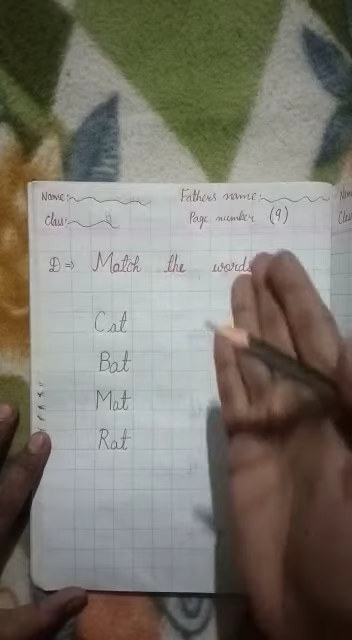 Name: Fathers name:
Class: Page number (9)
D⇒ Match the words
Cat
Bat
Mat
Rat